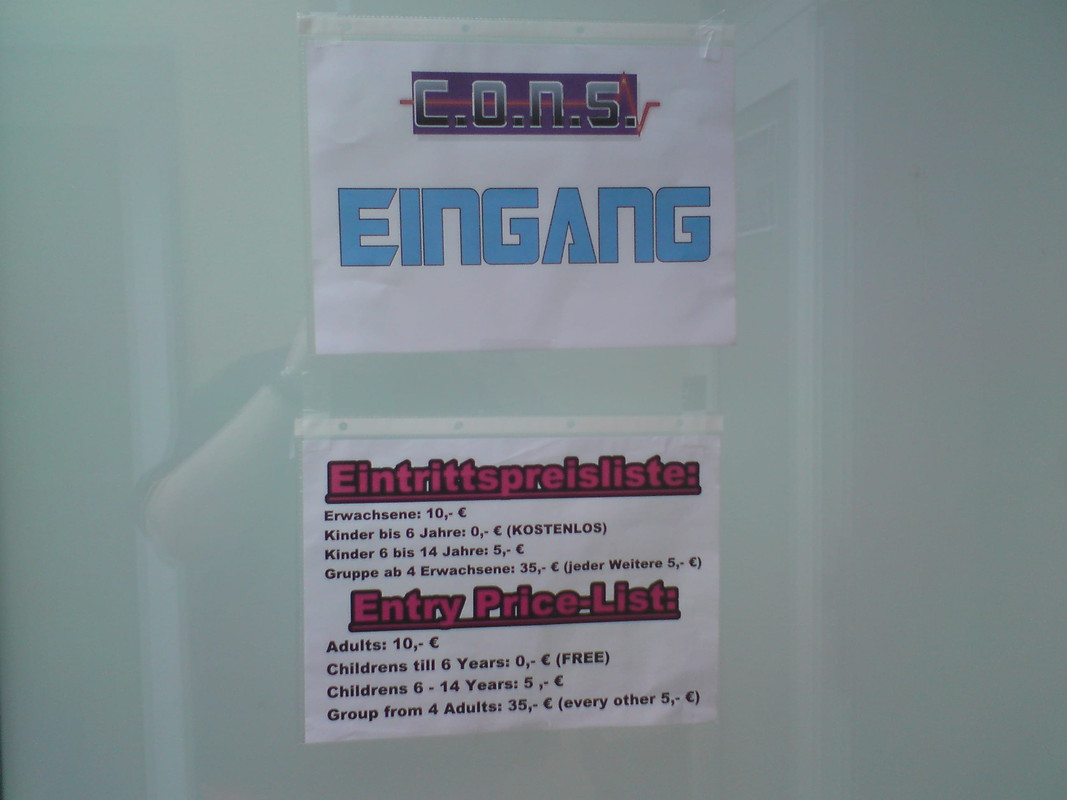 C.O.N.S.
EINGANG
Eintrittspreisliste:
Erwachsene: 10,- €
Kinder bis 6 Jahre: 0,- € (KOSTENLOS)
Kinder 6 bis 14 Jahre: 5,- €
Gruppe ab 4 Erwachsene: 35,- € (jeder Weitere 5,- €)
Entry Price-List:
Adults: 10,- €
Childrens till 6 Years: 0,- € (FREE)
Childrens 6 - 14 Years: 5 ,- €
Group from 4 Adults: 35,- € (every other 5,- €)